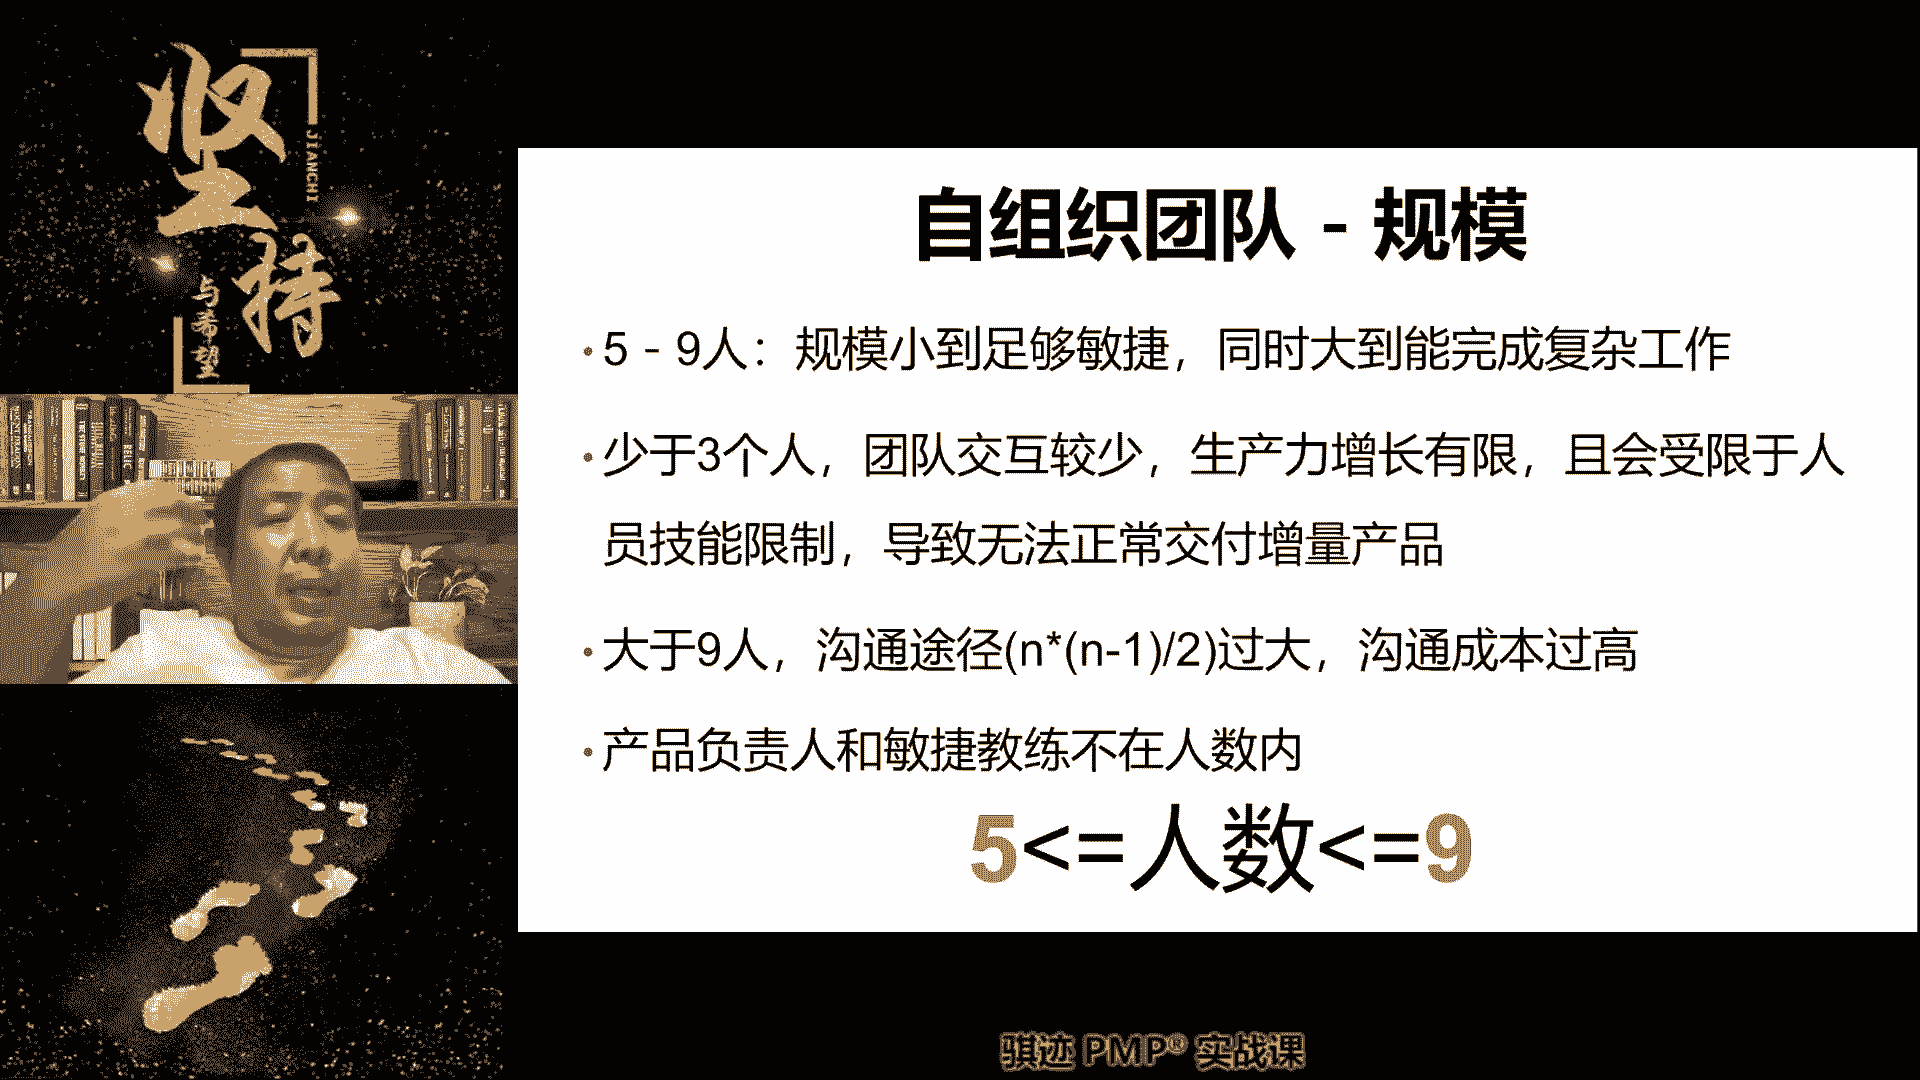 坚持
JIANCHI
与希望
自组织团队 - 规模
• 5 - 9人：规模小到足够敏捷，同时大到能完成复杂工作
• 少于3个人，团队交互较少，生产力增长有限，且会受限于人
员技能限制，导致无法正常交付增量产品
• 大于9人，沟通途径(n*(n-1)/2)过大，沟通成本过高
• 产品负责人和敏捷教练不在人数内
5<=人数<=9
骐迹 PMP® 实战课